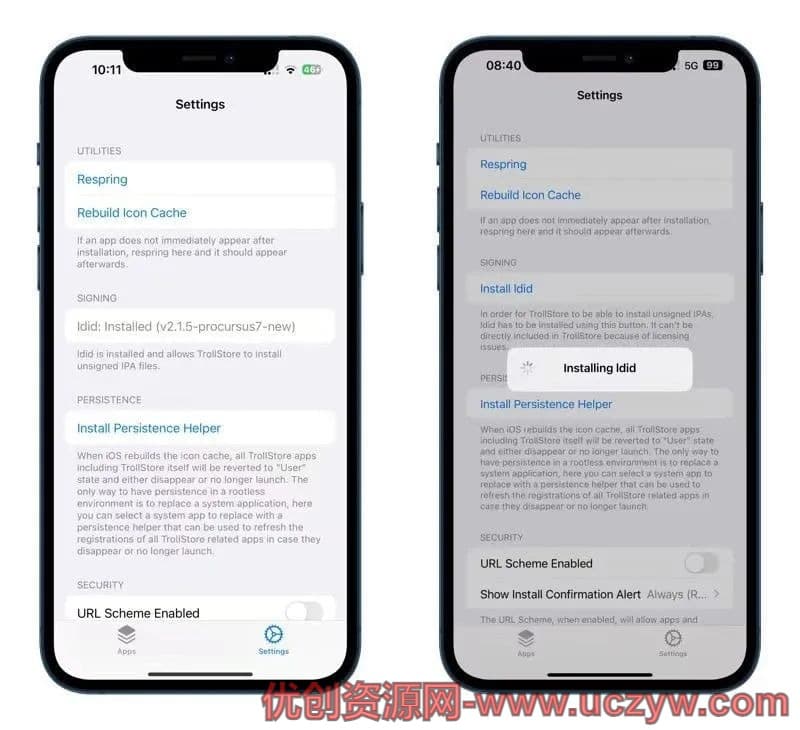 10:11
46
Settings
UTILITIES
Respring
Rebuild Icon Cache
If an app does not immediately appear after
installation, respring here and it should appear
afterwards.
SIGNING
ldid: Installed (v2.1.5-procursus7-new)
ldid is installed and allows TrollStore to install
unsigned IPA files.
PERSISTENCE
Install Persistence Helper
When iOS rebuilds the icon cache, all TrollStore apps
including TrollStore itself will be reverted to "User"
state and either disappear or no longer launch. The
only way to have persistence in a rootless
environment is to replace a system application, here
you can select a system app to replace with a
persistence helper that can be used to refresh the
registrations of all TrollStore related apps in case they
disappear or no longer launch.
SECURITY
URL Scheme Enabled
Apps
Settings
08:40
5G
99
Settings
UTILITIES
Respring
Rebuild Icon Cache
If an app does not immediately appear after installation,
respring here and it should appear afterwards.
SIGNING
Install ldid
In order for TrollStore to be able to install unsigned IPAs,
ldid has to be installed using this button. It can't be
directly included in TrollStore because of licensing
issues.
Installing ldid
PERSIS
Install Persistence Helper
When iOS rebuilds the icon cache, all TrollStore apps
including TrollStore itself will be reverted to "User" state
and either disappear or no longer launch. The only way to
have persistence in a rootless environment is to replace a
system application, here you can select a system app to
replace with a persistence helper that can be used to
refresh the registrations of all TrollStore related apps in
case they disappear or no longer launch.
SECURITY
URL Scheme Enabled
Show Install Confirmation Alert Always (R...
The URL Scheme, when enabled, will allow apps and
Apps
Settings
优创资源网-www.uczyw.com